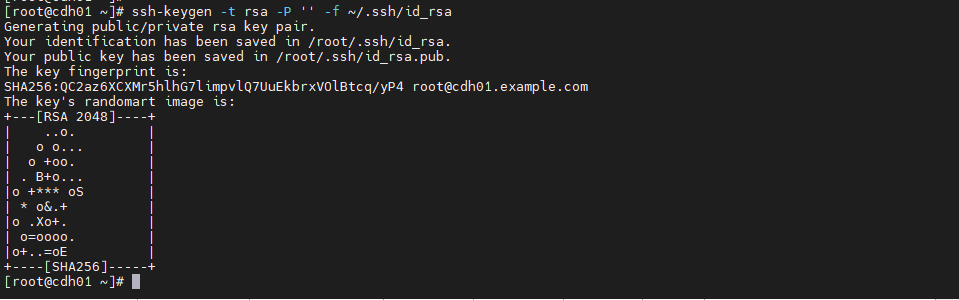 [root@cdh01 ~]# ssh-keygen -t rsa -P '' -f ~/.ssh/id_rsa
Generating public/private rsa key pair.
Your identification has been saved in /root/.ssh/id_rsa.
Your public key has been saved in /root/.ssh/id_rsa.pub.
The key fingerprint is:
SHA256:QC2az6XCXMr5hlhG7limpvlQ7UuEkbrxVOlBtcq/yP4 root@cdh01.example.com
The key's randomart image is:
+---[RSA 2048]----+
|    ..o.         |
|   o o...        |
|  o +oo.         |
| . B+o...        |
|o +*** oS        |
| * o&.+          |
|o .Xo+.          |
| o=oooo.         |
|o+..=oE          |
+----[SHA256]-----+
[root@cdh01 ~]#